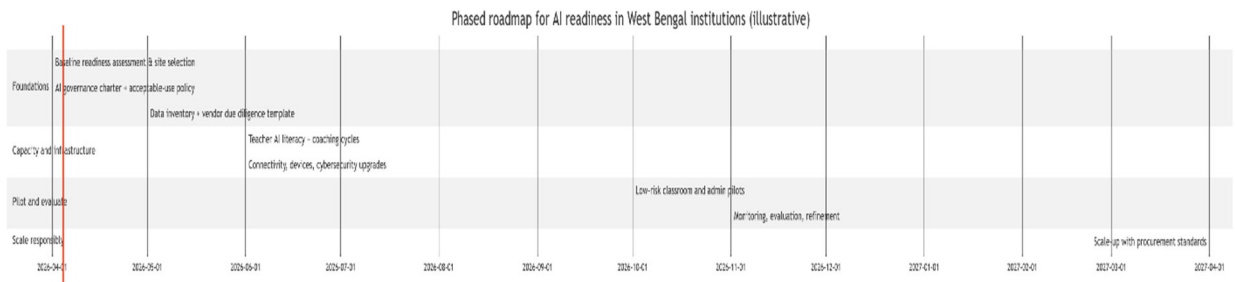 Phased roadmap for AI readiness in West Bengal institutions (illustrative)
Baseline readiness assessment & site selection
Foundations
AI governance charter + acceptable-use policy
Data inventory + vendor due diligence template
Teacher AI literacy + coaching cycles
Capacity and infrastructure
Connectivity, devices, cybersecurity upgrades
Low-risk classroom and admin pilots
Pilot and evaluate
Monitoring, evaluation, refinement
Scale responsibly
Scale-up with procurement standards
2026-04-01 2026-05-01 2026-06-01 2026-07-01 2026-08-01 2026-09-01 2026-10-01 2026-11-01 2026-12-01 2027-01-01 2027-02-01 2027-03-01 2027-04-01